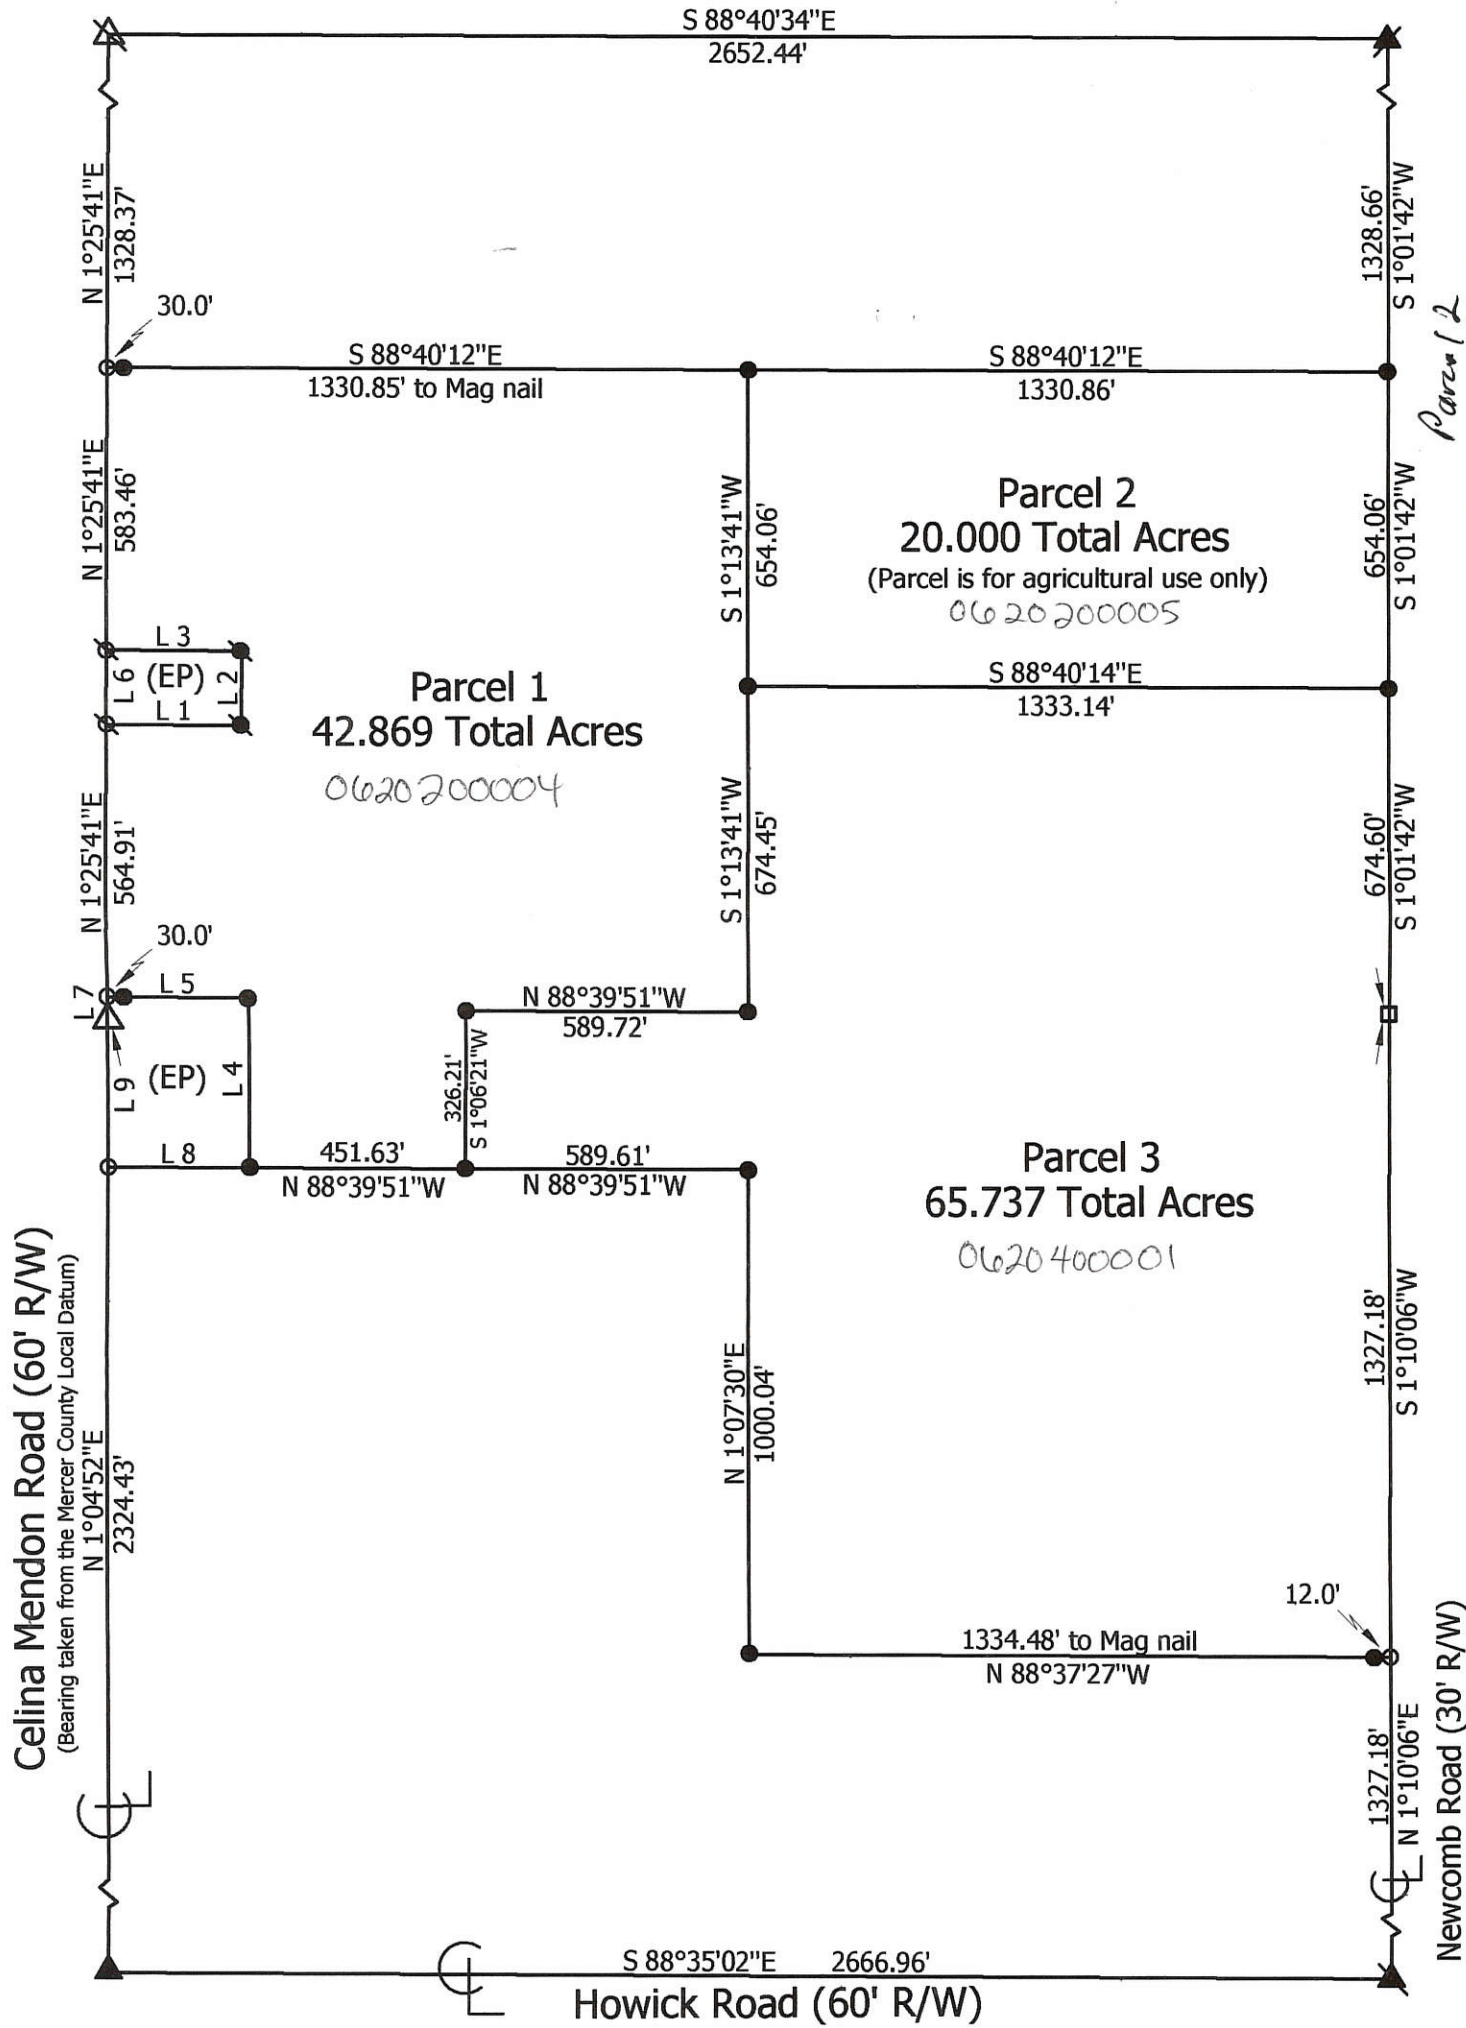 S 88°40'34"E
2652.44'
N 1°25'41"E
1328.37'
1328.66'
S 1°01'42"W
30.0'
Parcel 2
S 88°40'12"E
1330.85' to Mag nail
S 88°40'12"E
1330.86'
N 1°25'41"E
583.46'
S 1°13'41"W
654.06'
Parcel 2
20.000 Total Acres
(Parcel is for agricultural use only)
0620200005
654.06'
S 1°01'42"W
L 3
L 6
(EP)
L 2
L 1
Parcel 1
42.869 Total Acres
0620200004
S 88°40'14"E
1333.14'
N 1°25'41"E
564.91'
S 1°13'41"W
674.45'
674.60'
S 1°01'42"W
30.0'
L 7
L 5
N 88°39'51"W
589.72'
L 9
(EP)
L 4
326.21'
S 1°06'21"W
L 8
451.63'
N 88°39'51"W
589.61'
N 88°39'51"W
Parcel 3
65.737 Total Acres
0620400001
Celina Mendon Road (60' R/W)
(Bearing taken from the Mercer County Local Datum)
N 1°04'52"E
2324.43'
N 1°07'30"E
1000.04'
1327.18'
S 1°10'06"W
12.0'
1334.48' to Mag nail
N 88°37'27"W
1327.18'
N 1°10'06"E
Newcomb Road (30' R/W)
S 88°35'02"E 2666.96'
Howick Road (60' R/W)